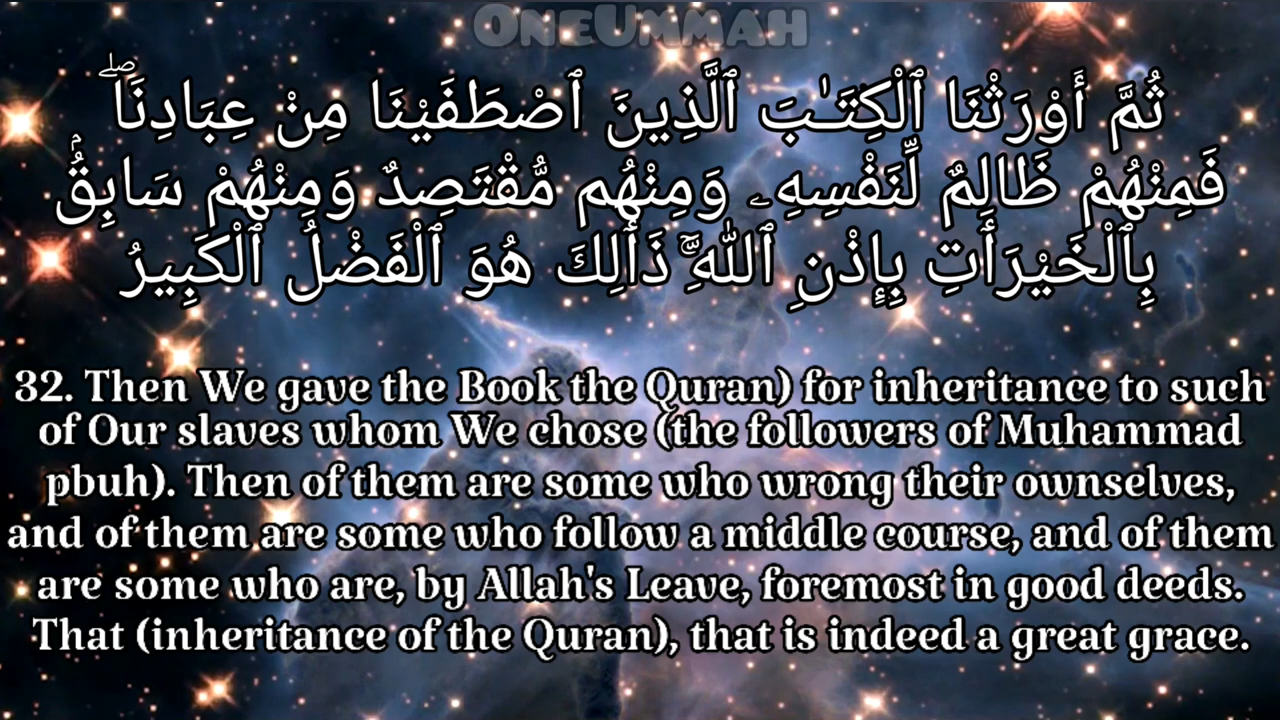 OneUmmah
ثُمَّ أَوْرَثْنَا ٱلْكِتَـٰبَ ٱلَّذِينَ ٱصْطَفَيْنَا مِنْ عِبَادِنَاۖ
فَمِنْهُمْ ظَالِمٌ لِّنَفْسِهِۦ وَمِنْهُم مُّقْتَصِدٌ وَمِنْهُمْ سَابِقُۢ
بِٱلْخَيْرَٲتِ بِإِذْنِ ٱللَّهِۚ ذَٲلِكَ هُوَ ٱلْفَضْلُ ٱلْكَبِيرُ
32. Then We gave the Book the Quran) for inheritance to such
of Our slaves whom We chose (the followers of Muhammad
pbuh). Then of them are some who wrong their ownselves,
and of them are some who follow a middle course, and of them
are some who are, by Allah's Leave, foremost in good deeds.
That (inheritance of the Quran), that is indeed a great grace.